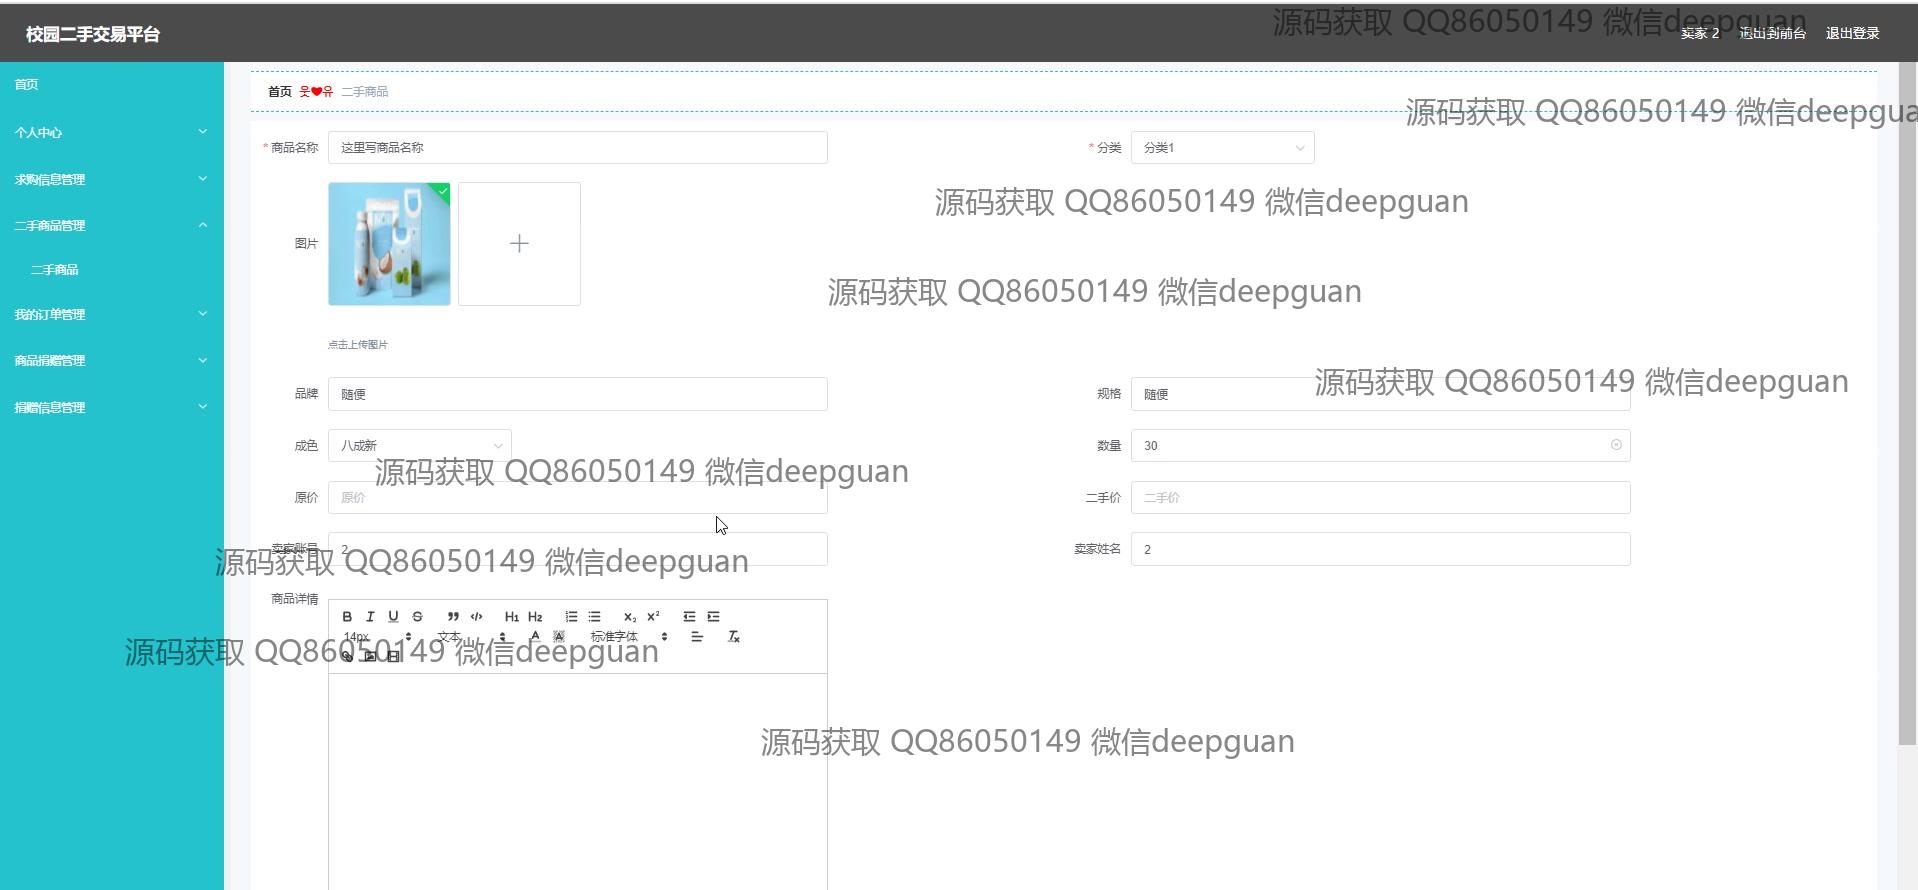 校园二手交易平台
源码获取 QQ86050149 微信deepguan
卖家 2 退出到前台 退出登录
首页
个人中心
求购信息管理
二手商品管理
二手商品
我的订单管理
商品捐赠管理
捐赠信息管理
首页 웃❤유 二手商品
源码获取 QQ86050149 微信deepgua
* 商品名称 这里写商品名称
* 分类 分类1
源码获取 QQ86050149 微信deepguan
图片
源码获取 QQ86050149 微信deepguan
点击上传图片
源码获取 QQ86050149 微信deepguan
品牌 随便
规格 随便
成色 八成新
数量 30
源码获取 QQ86050149 微信deepguan
原价 原价
二手价 二手价
卖家账号 2
卖家姓名 2
源码获取 QQ86050149 微信deepguan
商品详情
B I U S H1 H2 X₂ X²
14px 文本 A A 标准字体
源码获取 QQ86050149 微信deepguan
源码获取 QQ86050149 微信deepguan